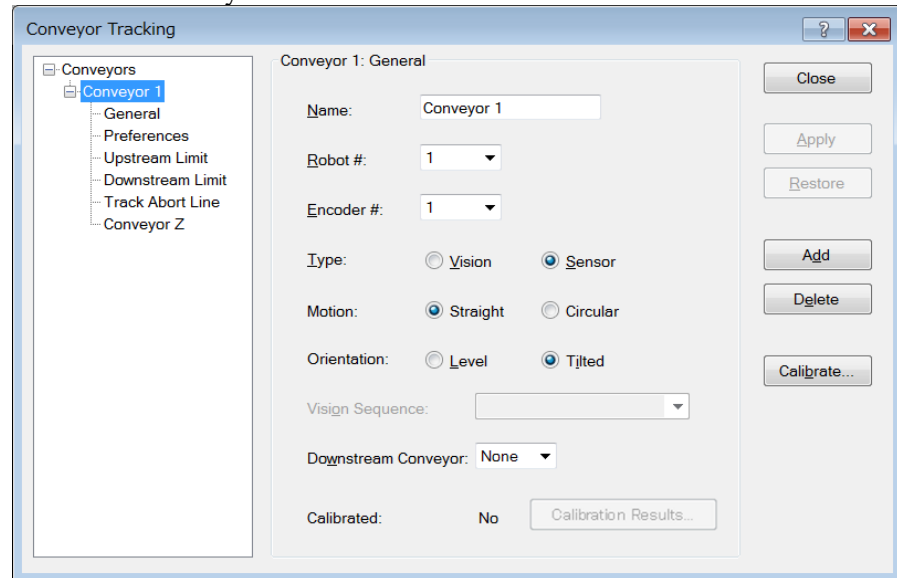 Conveyor Tracking
?
Conveyors
Conveyor 1
General
Preferences
Upstream Limit
Downstream Limit
Track Abort Line
Conveyor Z
Conveyor 1: General
Name: Conveyor 1
Robot #: 1
Encoder #: 1
Type: Vision Sensor
Motion: Straight Circular
Orientation: Level Tilted
Vision Sequence:
Downstream Conveyor: None
Calibrated: No Calibration Results...
Close
Apply
Restore
Add
Delete
Calibrate...